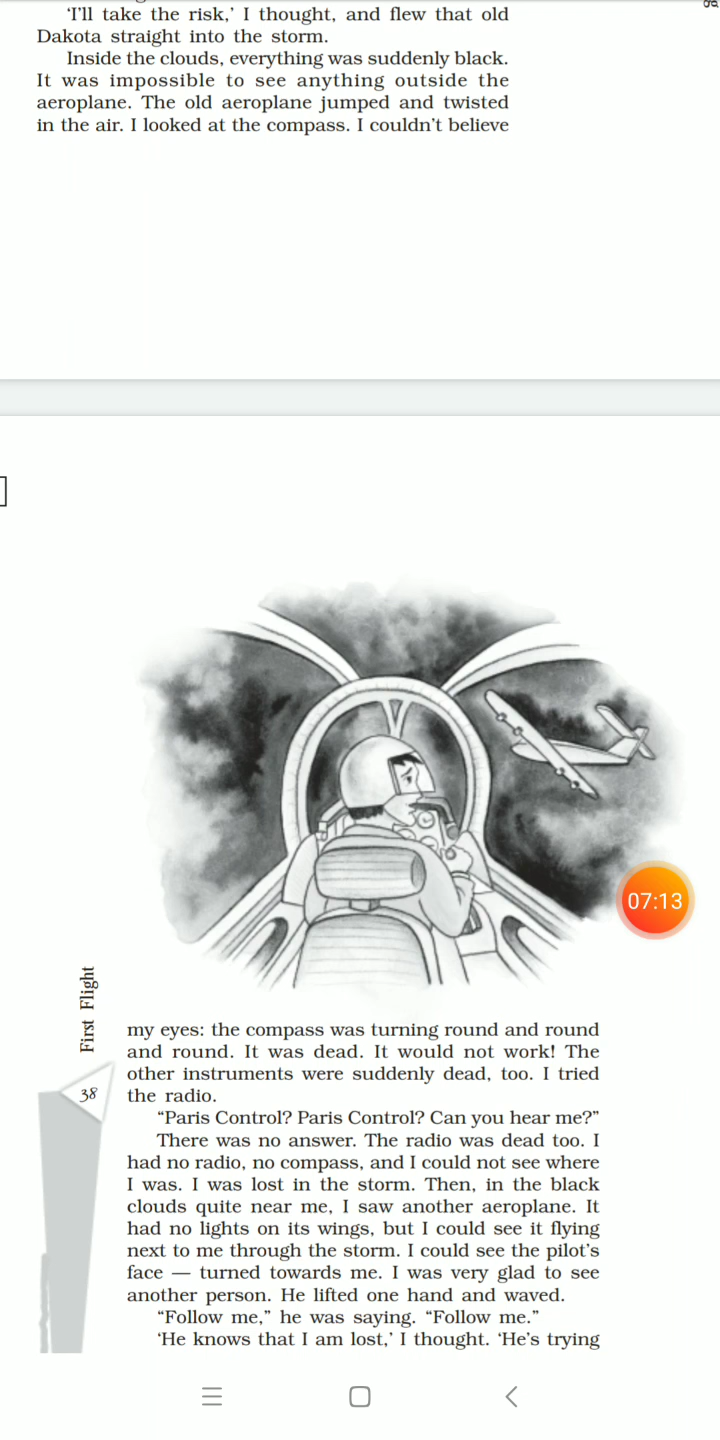 ‘I’ll take the risk,’ I thought, and flew that old
Dakota straight into the storm.
Inside the clouds, everything was suddenly black.
It was impossible to see anything outside the
aeroplane. The old aeroplane jumped and twisted
in the air. I looked at the compass. I couldn’t believe
07:13
First Flight
38
my eyes: the compass was turning round and round
and round. It was dead. It would not work! The
other instruments were suddenly dead, too. I tried
the radio.
“Paris Control? Paris Control? Can you hear me?”
There was no answer. The radio was dead too. I
had no radio, no compass, and I could not see where
I was. I was lost in the storm. Then, in the black
clouds quite near me, I saw another aeroplane. It
had no lights on its wings, but I could see it flying
next to me through the storm. I could see the pilot’s
face — turned towards me. I was very glad to see
another person. He lifted one hand and waved.
“Follow me,” he was saying. “Follow me.”
‘He knows that I am lost,’ I thought. ‘He’s trying